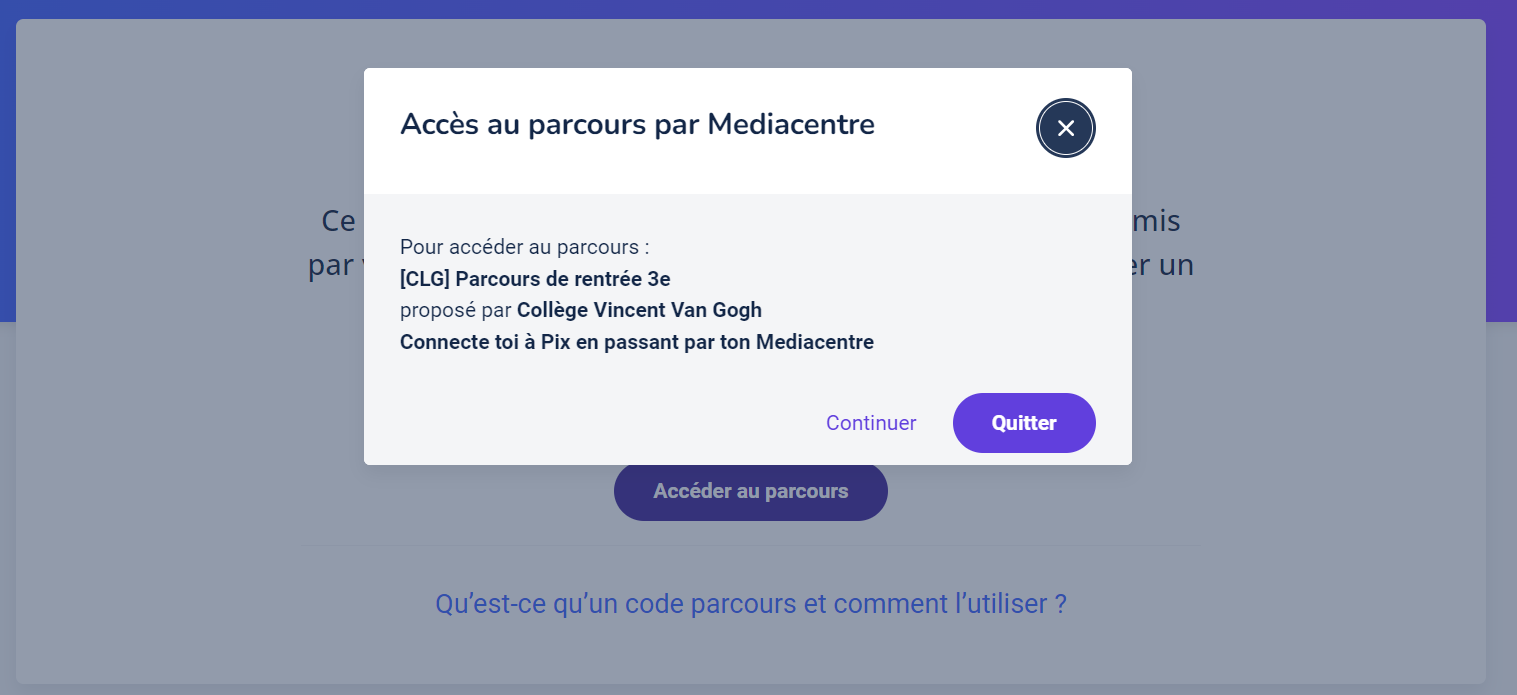 Accès au parcours par Mediacentre
Ce mis
par er un
Pour accéder au parcours :
[CLG] Parcours de rentrée 3e
proposé par Collège Vincent Van Gogh
Connecte toi à Pix en passant par ton Mediacentre
Continuer Quitter
Accéder au parcours
Qu’est-ce qu’un code parcours et comment l’utiliser ?